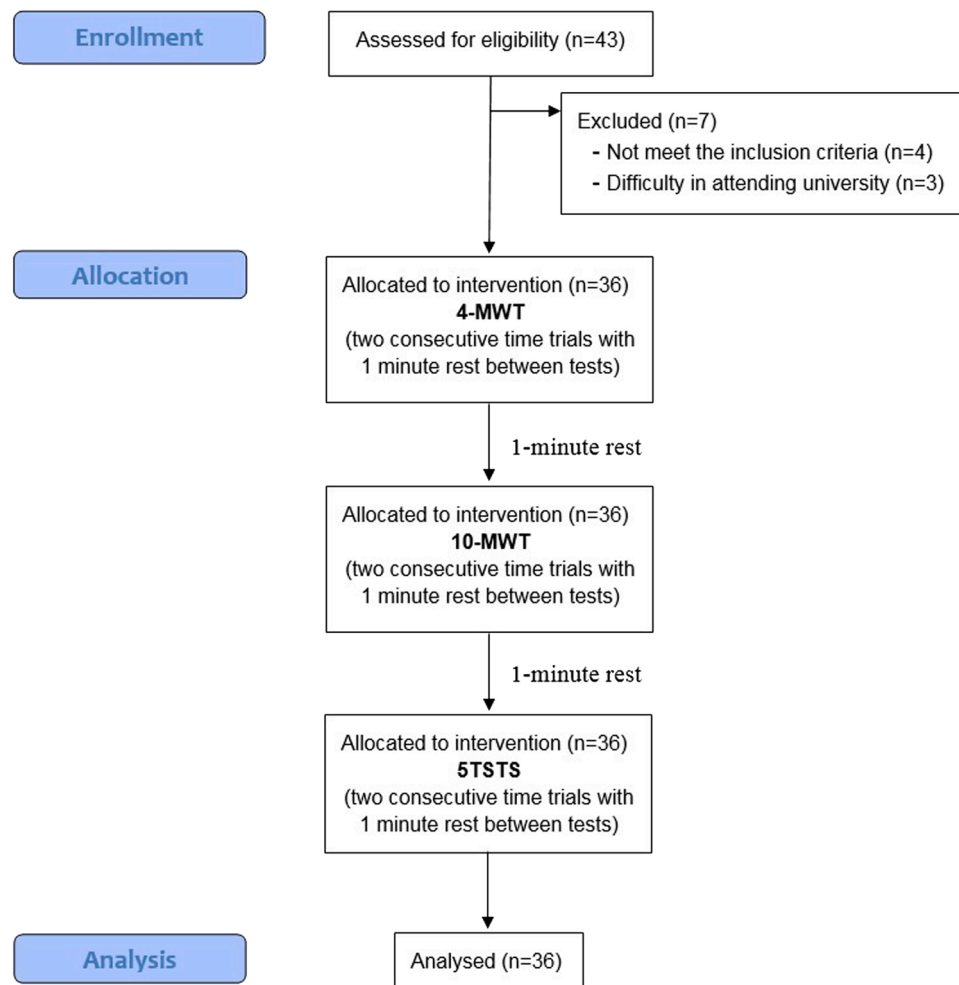 Enrollment
Assessed for eligibility (n=43)
Excluded (n=7)
- Not meet the inclusion criteria (n=4)
- Difficulty in attending university (n=3)
Allocation
Allocated to intervention (n=36)
4-MWT
(two consecutive time trials with
1 minute rest between tests)
1-minute rest
Allocated to intervention (n=36)
10-MWT
(two consecutive time trials with
1 minute rest between tests)
1-minute rest
Allocated to intervention (n=36)
5TSTS
(two consecutive time trials with
1 minute rest between tests)
Analysis
Analysed (n=36)